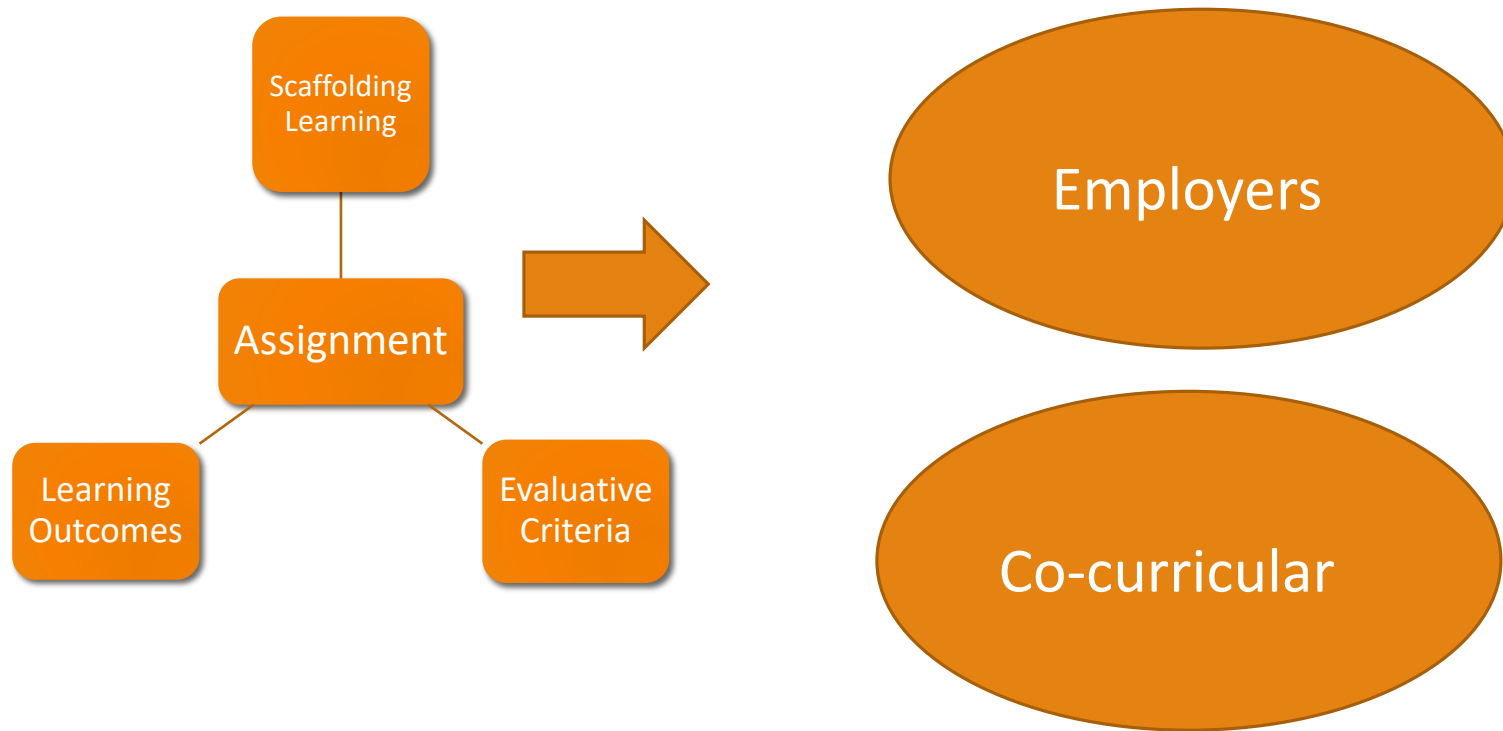 Scaffolding
Learning
Assignment
Learning
Outcomes
Evaluative
Criteria
Employers
Co-curricular